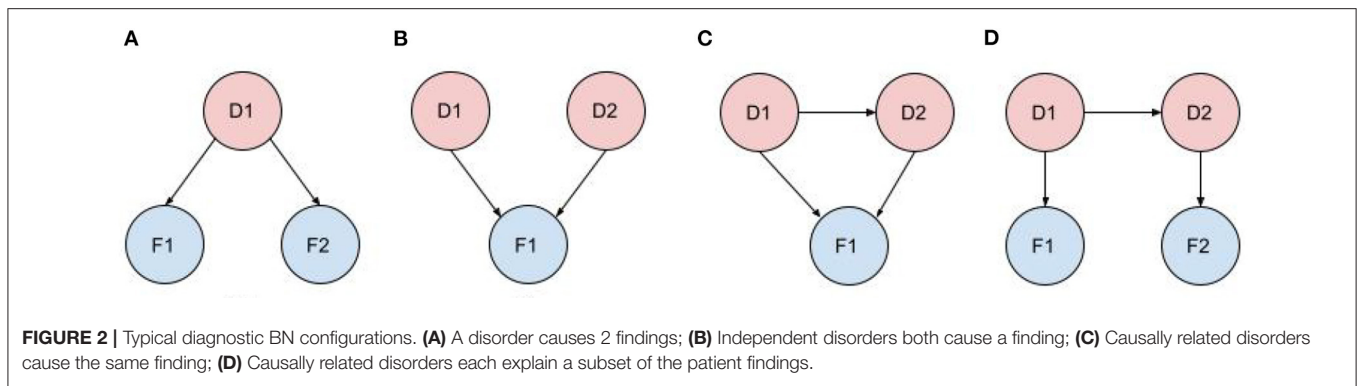 A
B
C
D
D1
D1
D2
D1
D2
D1
D2
F1
F2
F1
F1
F1
F2
FIGURE 2 | Typical diagnostic BN configurations. (A) A disorder causes 2 findings; (B) Independent disorders both cause a finding; (C) Causally related disorders
cause the same finding; (D) Causally related disorders each explain a subset of the patient findings.